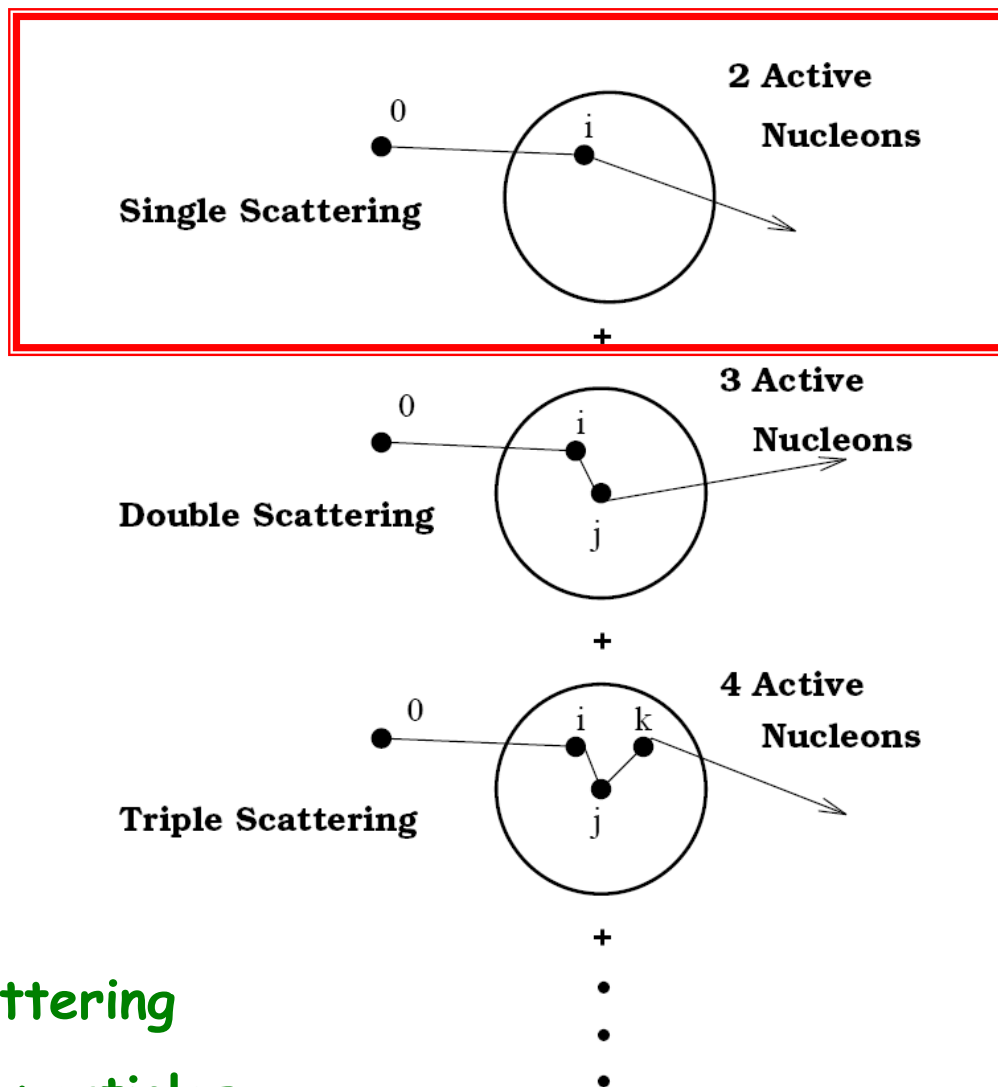 2 Active
0
i
Nucleons
Single Scattering
+
3 Active
0
i
Nucleons
Double Scattering
j
+
4 Active
0
i k
Nucleons
Triple Scattering
j
+
ttering